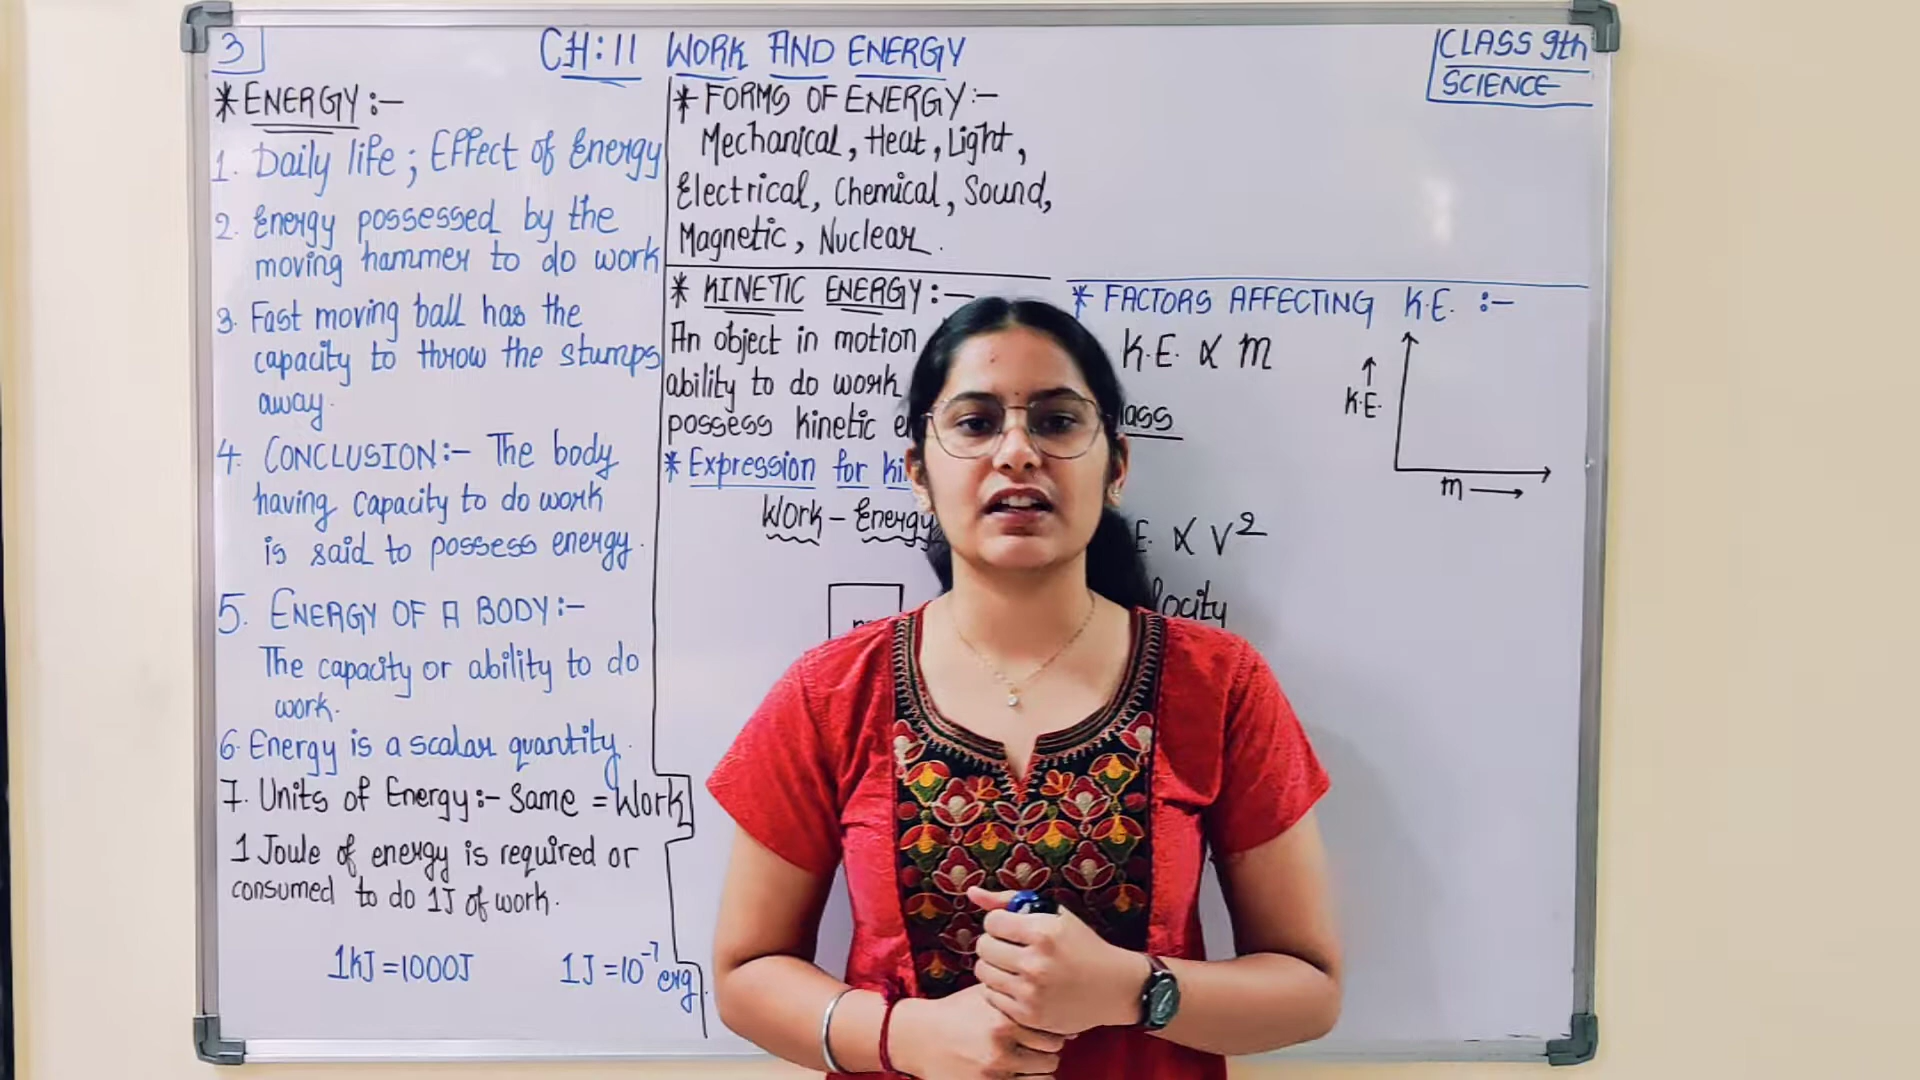 3
CH:11 WORK AND ENERGY
CLASS 9th
SCIENCE
* ENERGY :-
1. Daily life ; Effect of Energy
2. Energy possessed by the
moving hammer to do work
3. Fast moving ball has the
capacity to throw the stumps
away.
4. CONCLUSION:- The body
having capacity to do work
is said to possess energy.
5. ENERGY OF A BODY:-
The capacity or ability to do
work.
6. Energy is a scalar quantity.
7. Units of Energy:- Same = Work
1 Joule of energy is required or
consumed to do 1J of work.
1kJ = 1000J 1J = 10⁻⁷ erg.
* FORMS OF ENERGY:-
Mechanical, Heat, Light,
Electrical, Chemical, Sound,
Magnetic, Nuclear.
* KINETIC ENERGY:-
An object in motion
ability to do work
possess kinetic
* Expression for
Work - Energy
* FACTORS AFFECTING K.E. :-
K.E. ∝ m
K.E.
m
∝ v²